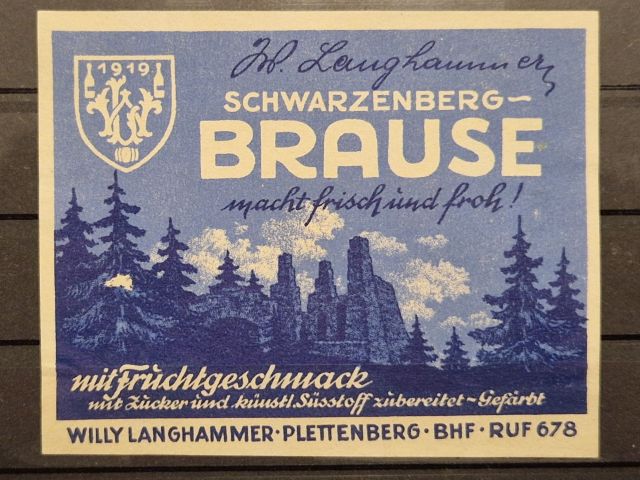 1919
W. Langhammer
SCHWARZENBERG-
BRAUSE
macht frisch und froh!
mit Fruchtgeschmack
mit Zucker und künstl. Süsstoff zubereitet - Gefärbt
WILLY LANGHAMMER · PLETTENBERG · BHF · RUF 678